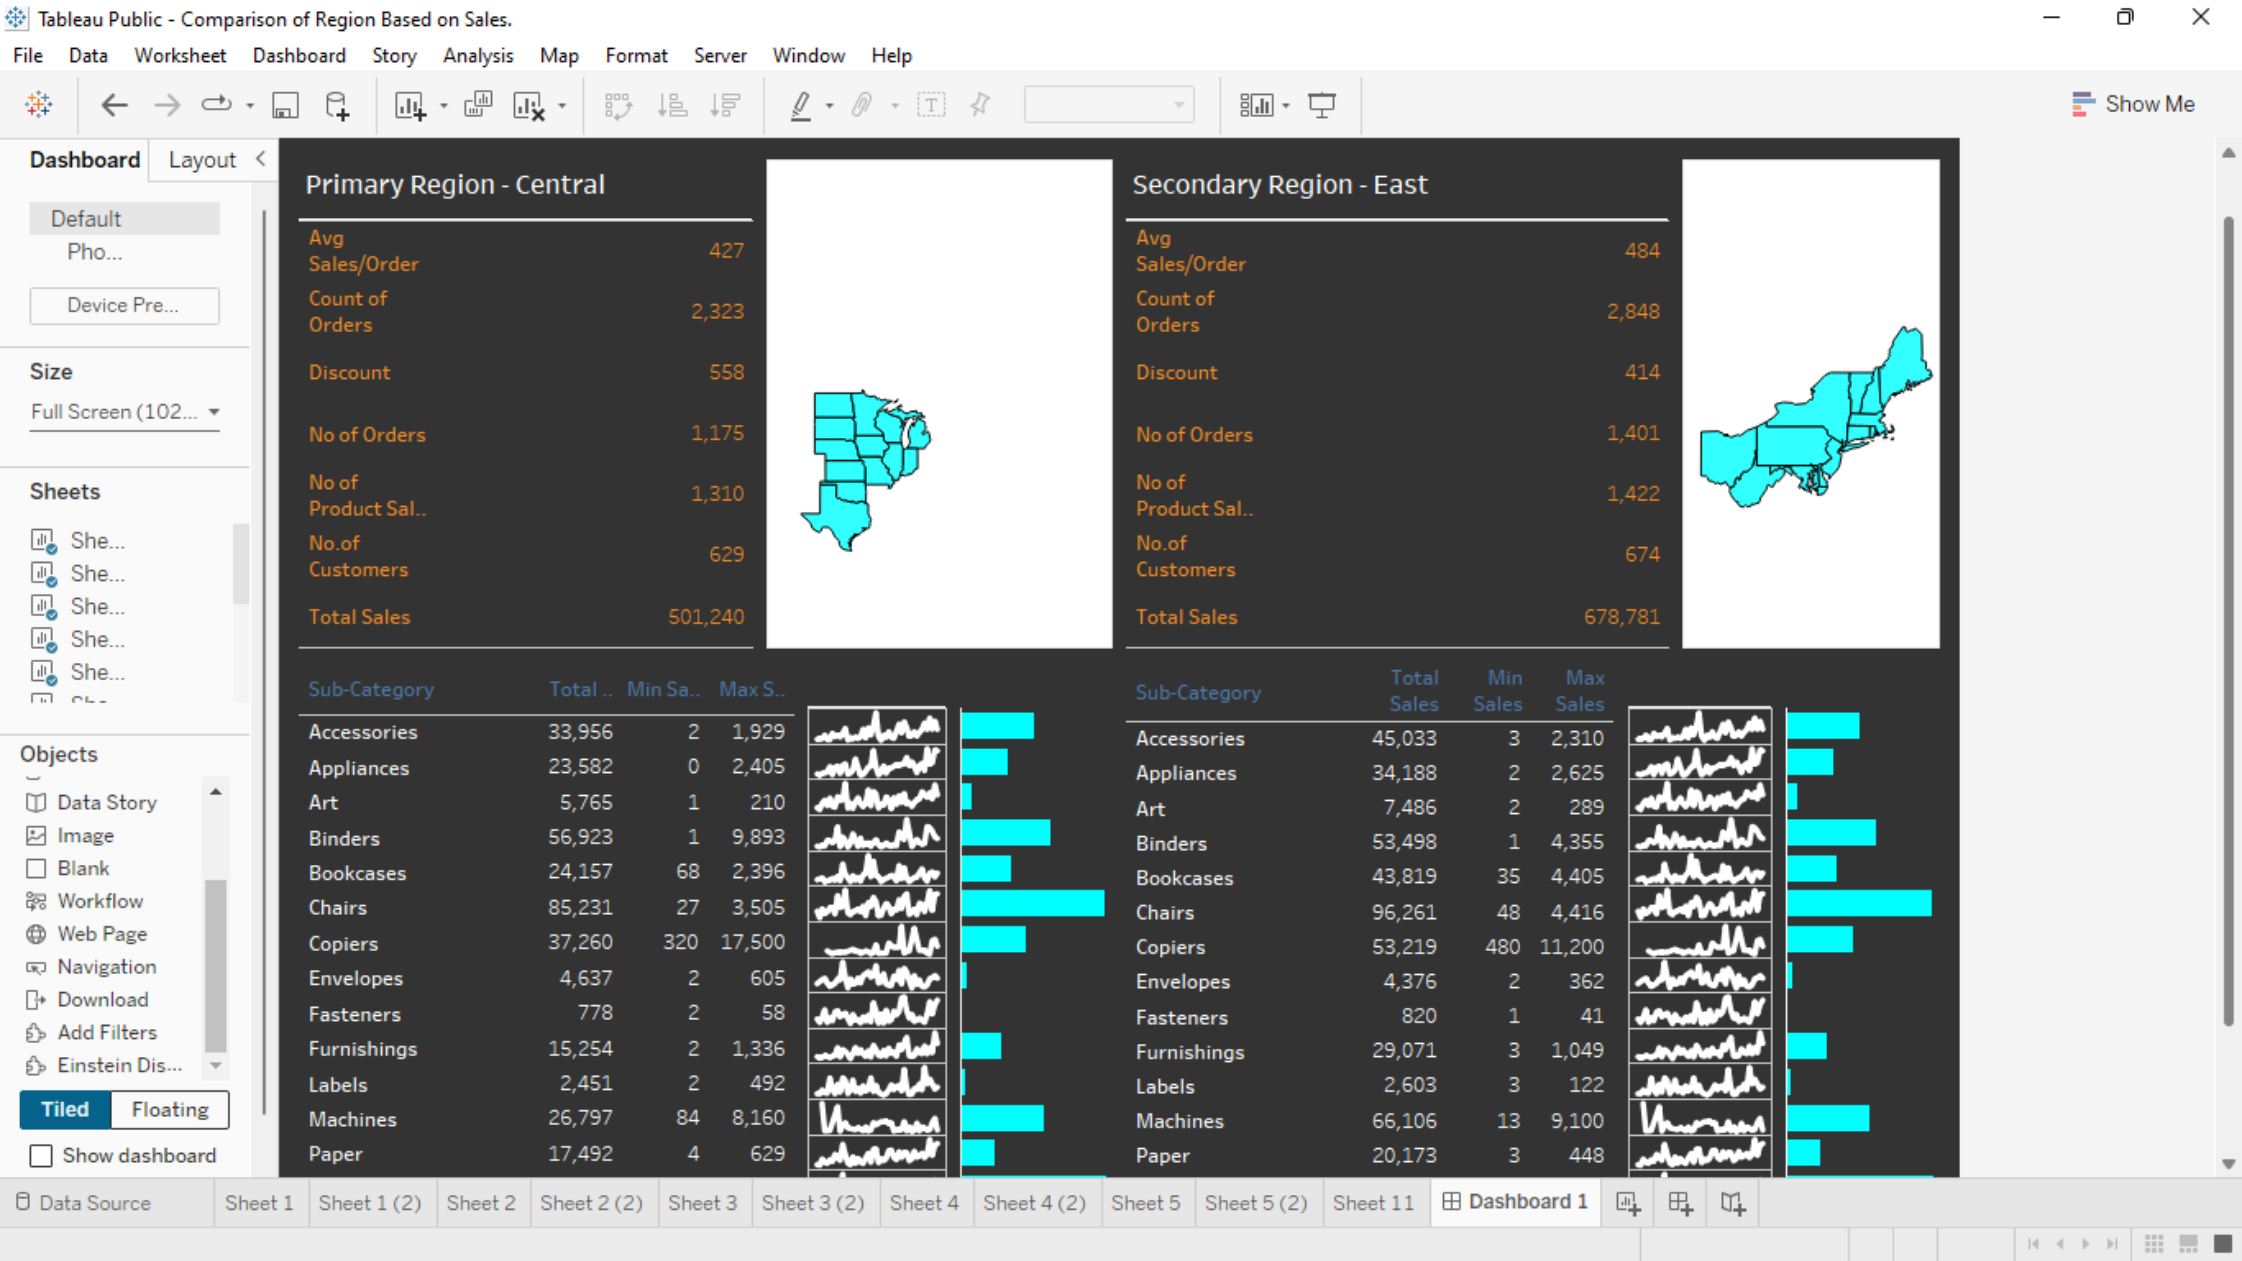 Tableau Public - Comparison of Region Based on Sales.
File Data Worksheet Dashboard Story Analysis Map Format Server Window Help
Show Me
Dashboard Layout
Default
Pho...
Device Pre...
Size
Full Screen (102...
Sheets
She...
She...
She...
She...
She...
Objects
Data Story
Image
Blank
Workflow
Web Page
Navigation
Download
Add Filters
Einstein Dis...
Tiled Floating
Show dashboard
Primary Region - Central
Avg
Sales/Order 427
Count of
Orders 2,323
Discount 558
No of Orders 1,175
No of
Product Sal.. 1,310
No.of
Customers 629
Total Sales 501,240
Sub-Category Total .. Min Sa.. Max S..
Accessories 33,956 2 1,929
Appliances 23,582 0 2,405
Art 5,765 1 210
Binders 56,923 1 9,893
Bookcases 24,157 68 2,396
Chairs 85,231 27 3,505
Copiers 37,260 320 17,500
Envelopes 4,637 2 605
Fasteners 778 2 58
Furnishings 15,254 2 1,336
Labels 2,451 2 492
Machines 26,797 84 8,160
Paper 17,492 4 629
Secondary Region - East
Avg
Sales/Order 484
Count of
Orders 2,848
Discount 414
No of Orders 1,401
No of
Product Sal.. 1,422
No.of
Customers 674
Total Sales 678,781
Sub-Category Total Sales Min Sales Max Sales
Accessories 45,033 3 2,310
Appliances 34,188 2 2,625
Art 7,486 2 289
Binders 53,498 1 4,355
Bookcases 43,819 35 4,405
Chairs 96,261 48 4,416
Copiers 53,219 480 11,200
Envelopes 4,376 2 362
Fasteners 820 1 41
Furnishings 29,071 3 1,049
Labels 2,603 3 122
Machines 66,106 13 9,100
Paper 20,173 3 448
Data Source Sheet 1 Sheet 1 (2) Sheet 2 Sheet 2 (2) Sheet 3 Sheet 3 (2) Sheet 4 Sheet 4 (2) Sheet 5 Sheet 5 (2) Sheet 11 Dashboard 1